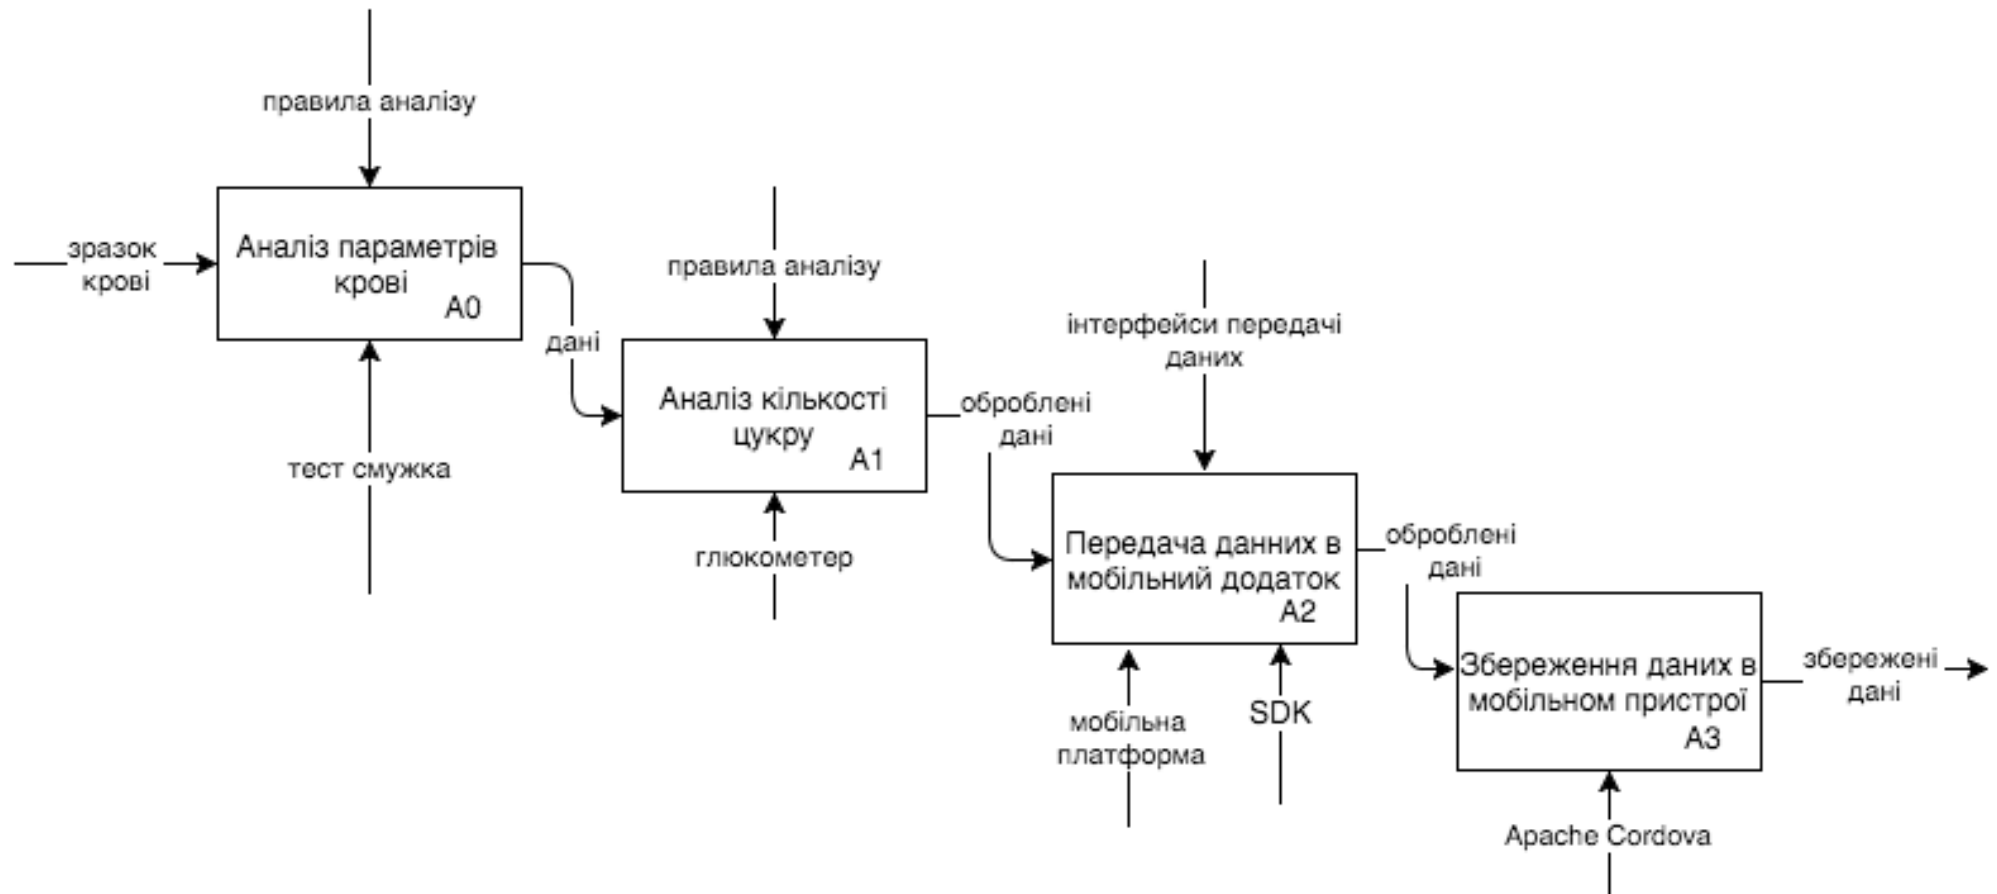 правила аналізу
зразок
крові
Аналіз параметрів
крові
A0
тест смужка
дані
правила аналізу
Аналіз кількості
цукру
A1
глюкометер
оброблені
дані
інтерфейси передачі
даних
Передача данних в
мобільний додаток
A2
мобільна
платформа
SDK
оброблені
дані
Збереження даних в
мобільном пристрої
A3
Apache Cordova
збережені
дані